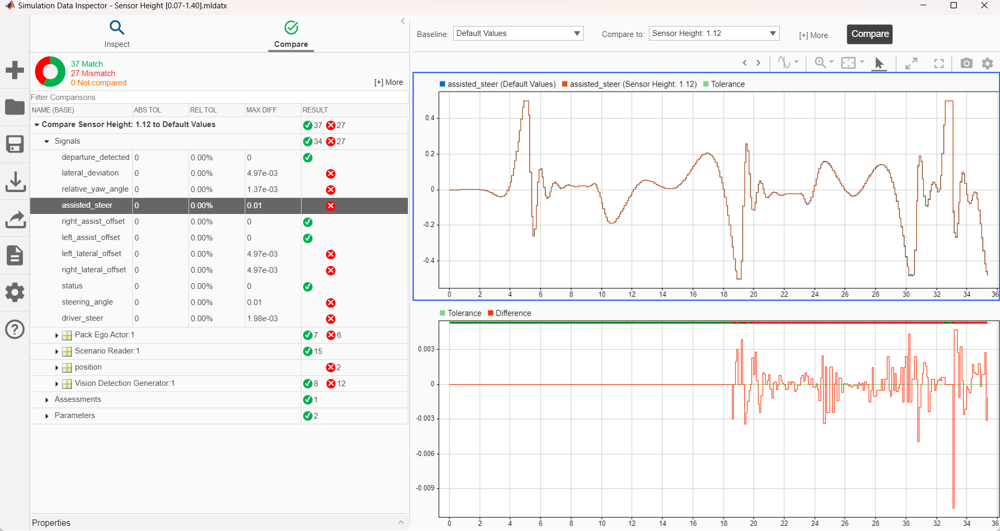 Simulation Data Inspector - Sensor Height [0.07-1.40].mldatx
Inspect
Compare
37 Match
27 Mismatch
0 Not compared
[+] More
Filter Comparisons
NAME (BASE) ABS TOL REL TOL MAX DIFF RESULT
Compare Sensor Height: 1.12 to Default Values 37 27
Signals 34 27
departure_detected 0 0.00% 0
lateral_deviation 0 0.00% 4.97e-03
relative_yaw_angle 0 0.00% 1.37e-03
assisted_steer 0 0.00% 0.01
right_assist_offset 0 0.00% 0
left_assist_offset 0 0.00% 0
left_lateral_offset 0 0.00% 4.97e-03
right_lateral_offset 0 0.00% 4.97e-03
status 0 0.00% 0
steering_angle 0 0.00% 0.01
driver_steer 0 0.00% 1.98e-03
Pack Ego Actor:1 7 6
Scenario Reader:1 15
position 2
Vision Detection Generator:1 8 12
Assessments 1
Parameters 2
Properties
Baseline: Default Values Compare to: Sensor Height: 1.12 [+] More Compare
assisted_steer (Default Values) assisted_steer (Sensor Height: 1.12) Tolerance
0.4
0.2
0
-0.2
-0.4
0 2 4 6 8 10 12 14 16 18 20 22 24 26 28 30 32 34 36
Tolerance Difference
0.003
0
-0.003
-0.006
-0.009
0 2 4 6 8 10 12 14 16 18 20 22 24 26 28 30 32 34 36